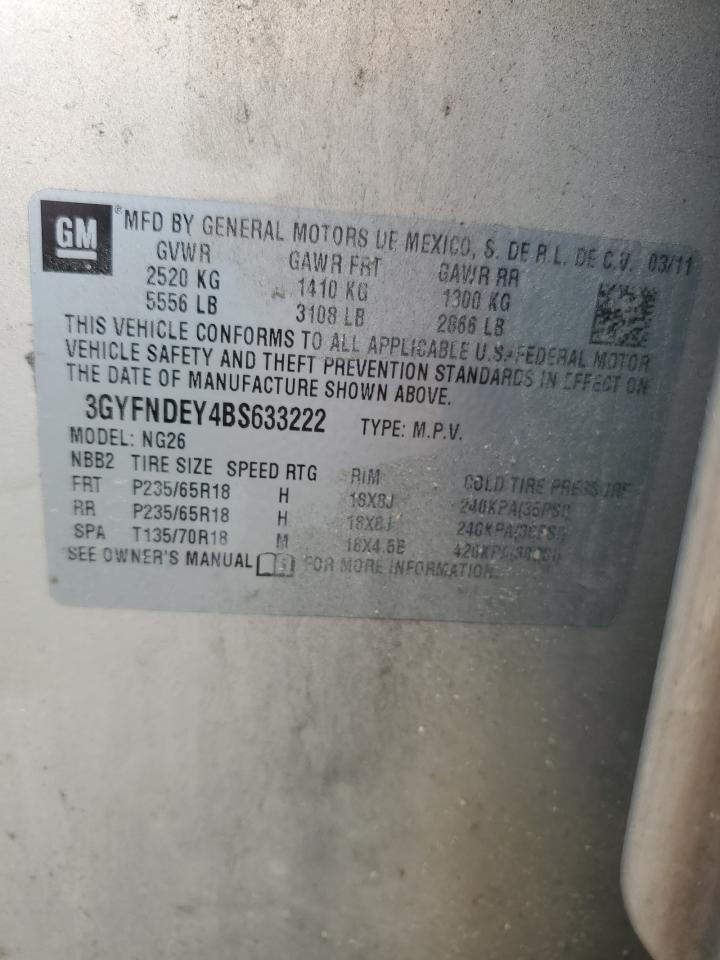 GM
® MFD BY GENERAL MOTORS DE MEXICO, S. DE R.L. DE C.V. 03/11
GVWR GAWR FRT GAWR RR
2520 KG 1410 KG 1300 KG
5556 LB 3108 LB 2866 LB
THIS VEHICLE CONFORMS TO ALL APPLICABLE U.S. FEDERAL MOTOR
VEHICLE SAFETY AND THEFT PREVENTION STANDARDS IN EFFECT ON
THE DATE OF MANUFACTURE SHOWN ABOVE.
3GYFNDEY4BS633222 TYPE: M.P.V.
MODEL: NG26
NBB2 TIRE SIZE SPEED RTG RIM COLD TIRE PRESSURE
FRT P235/65R18 H 18X8J 240KPA(35PSI)
RR P235/65R18 H 18X8J 240KPA(35PSI)
SPA T135/70R18 M 18X4.5B
SEE OWNER'S MANUAL FOR MORE INFORMATION.